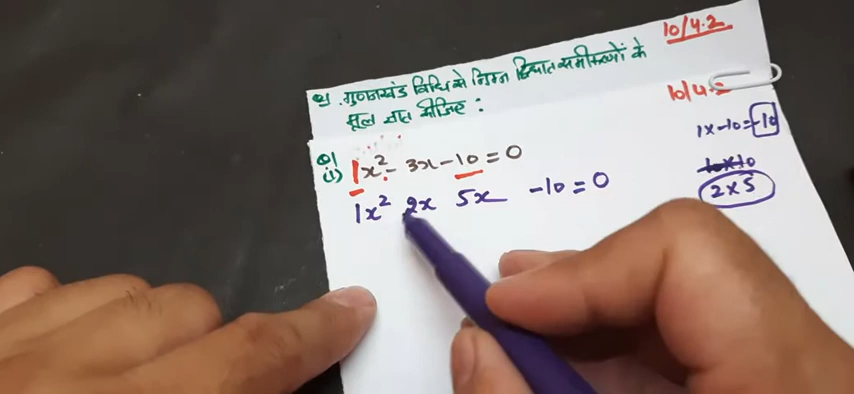 10/4.2
प्र. गुणनखंड विधि से निम्न द्विघात समीकरणों के
मूल ज्ञात कीजिए :
10/4.2
Q1
(i) 1x² - 3x - 10 = 0
1x² 2x 5x -10 = 0
1x-10=-10
2x5